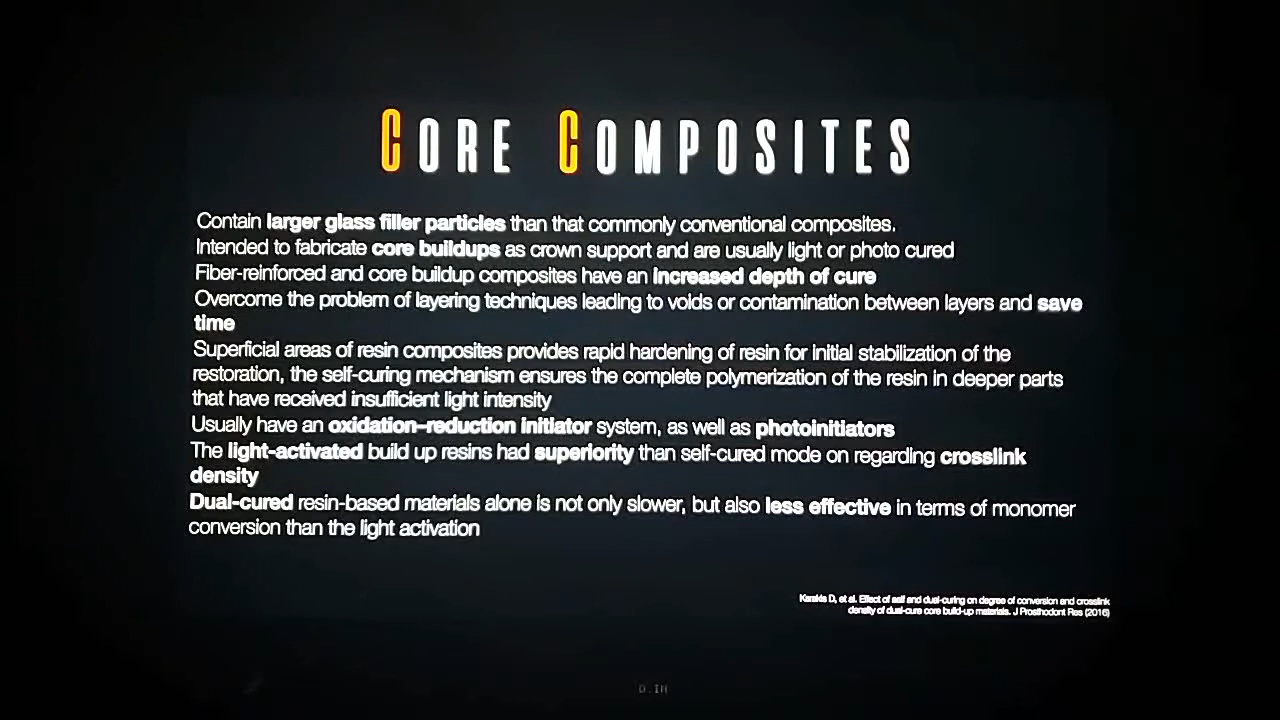 CORE COMPOSITES
Contain larger glass filler particles than that commonly conventional composites.
Intended to fabricate core buildups as crown support and are usually light or photo cured
Fiber-reinforced and core buildup composites have an increased depth of cure
Overcome the problem of layering techniques leading to voids or contamination between layers and save
time
Superficial areas of resin composites provides rapid hardening of resin for initial stabilization of the
restoration, the self-curing mechanism ensures the complete polymerization of the resin in deeper parts
that have received insufficient light intensity
Usually have an oxidation–reduction initiator system, as well as photoinitiators
The light-activated build up resins had superiority than self-cured mode on regarding crosslink
density
Dual-cured resin-based materials alone is not only slower, but also less effective in terms of monomer
conversion than the light activation
Karakis D, et al. Effect of self and dual-curing on degree of conversion and crosslink
density of dual-cure core build-up materials. J Prosthodont Res (2016)